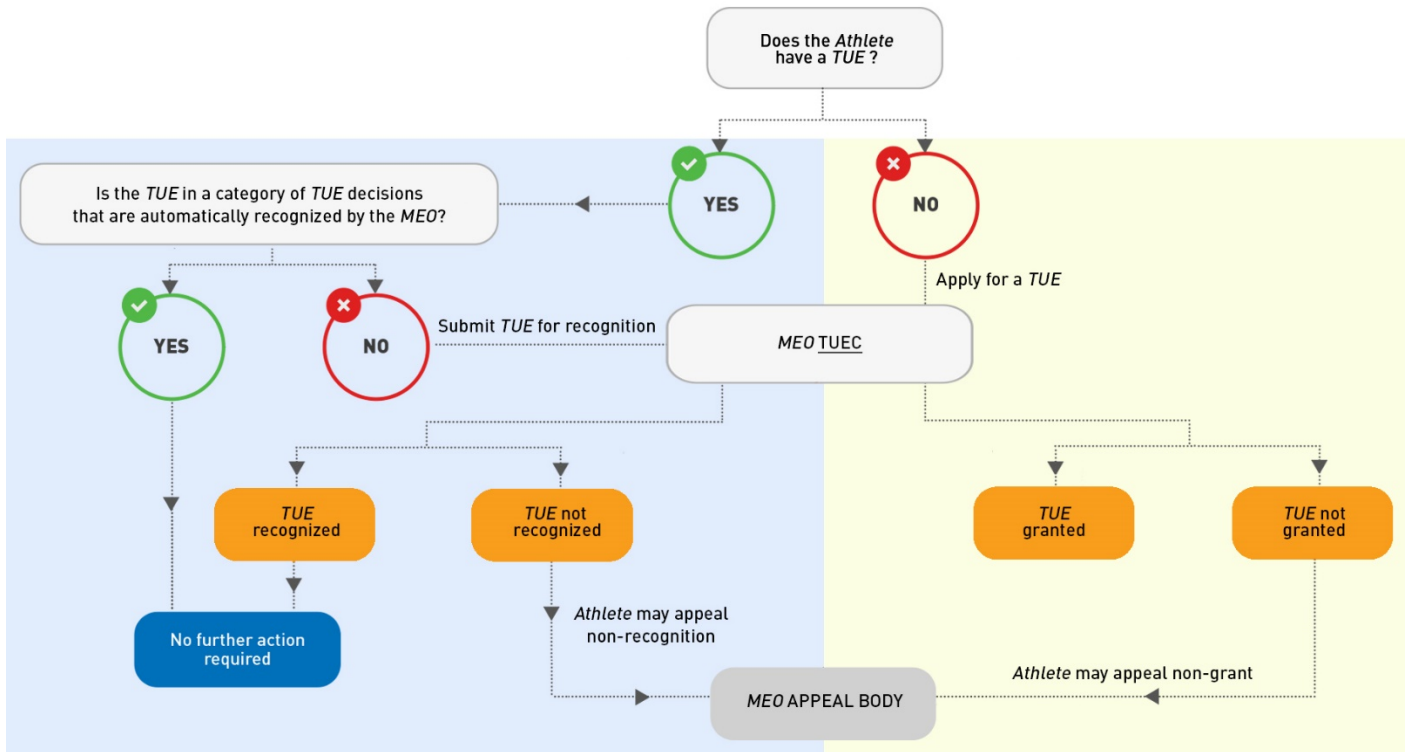 Does the Athlete
have a TUE ?
YES
NO
Is the TUE in a category of TUE decisions
that are automatically recognized by the MEO?
Apply for a TUE
YES
NO
Submit TUE for recognition
MEO TUEC
TUE
recognized
TUE not
recognized
TUE
granted
TUE not
granted
No further action
required
Athlete may appeal
non-recognition
Athlete may appeal non-grant
MEO APPEAL BODY